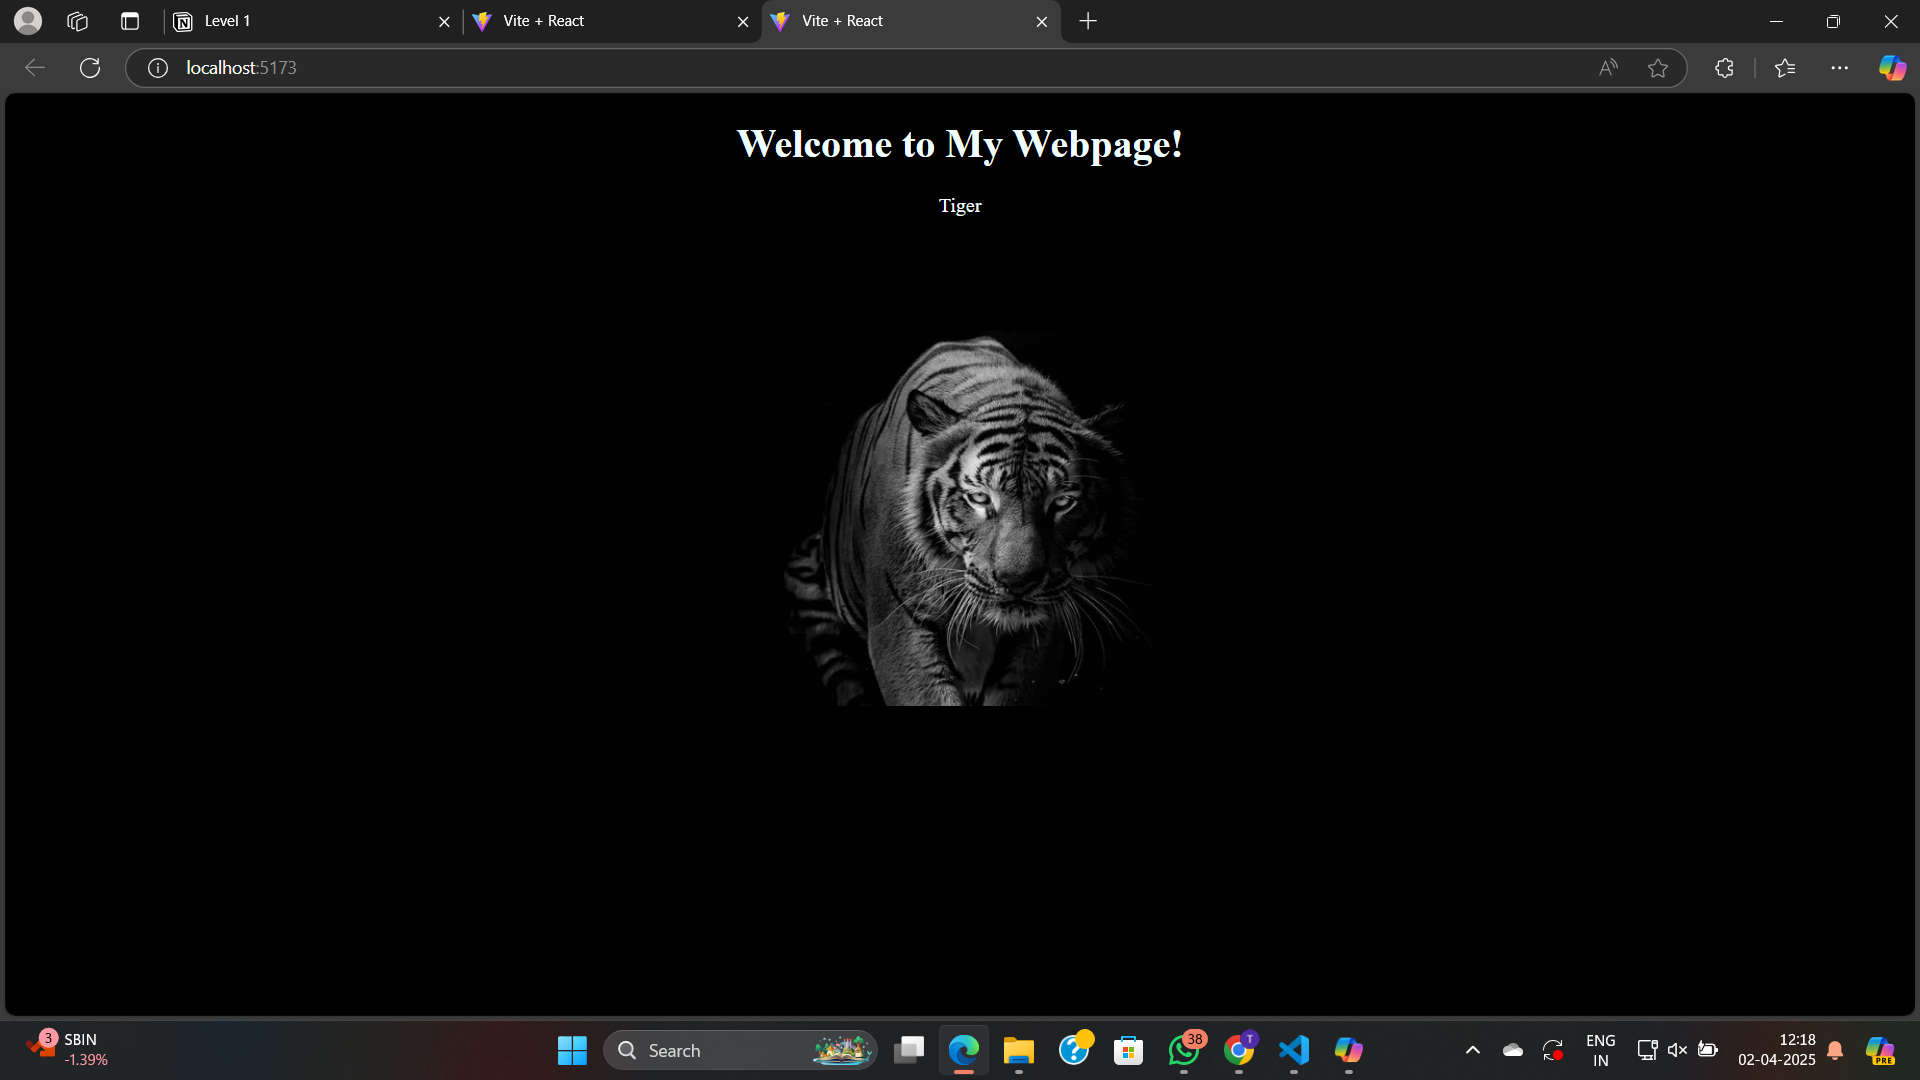 Level 1
Vite + React
Vite + React
localhost:5173
Welcome to My Webpage!
Tiger
3
SBIN
-1.39%
Search
38
T
ENG
IN
12:18
02-04-2025
PRE